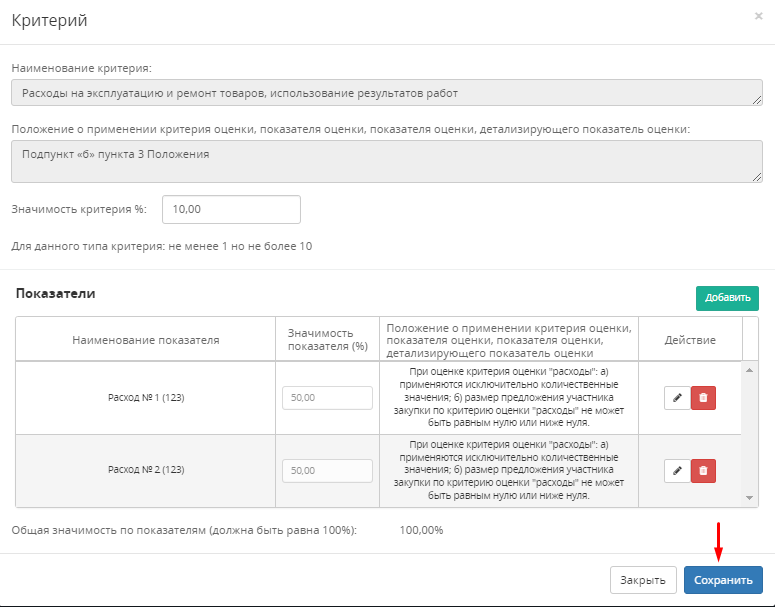 Критерий
×
Наименование критерия:
Расходы на эксплуатацию и ремонт товаров, использование результатов работ
Положение о применении критерия оценки, показателя оценки, показателя оценки, детализирующего показатель оценки:
Подпункт «б» пункта 3 Положения
Значимость критерия %:
10,00
Для данного типа критерия: не менее 1 но не более 10
Показатели
Добавить
Наименование показателя
Значимость
показателя (%)
Положение о применении критерия оценки,
показателя оценки, показателя оценки,
детализирующего показатель оценки
Действие
Расход № 1 (123)
50,00
При оценке критерия оценки "расходы": а)
применяются исключительно количественные
значения; б) размер предложения участника
закупки по критерию оценки "расходы" не может
быть равным нулю или ниже нуля.
Расход № 2 (123)
50,00
При оценке критерия оценки "расходы": а)
применяются исключительно количественные
значения; б) размер предложения участника
закупки по критерию оценки "расходы" не может
быть равным нулю или ниже нуля.
Общая значимость по показателям (должна быть равна 100%):
100,00%
Закрыть
Сохранить